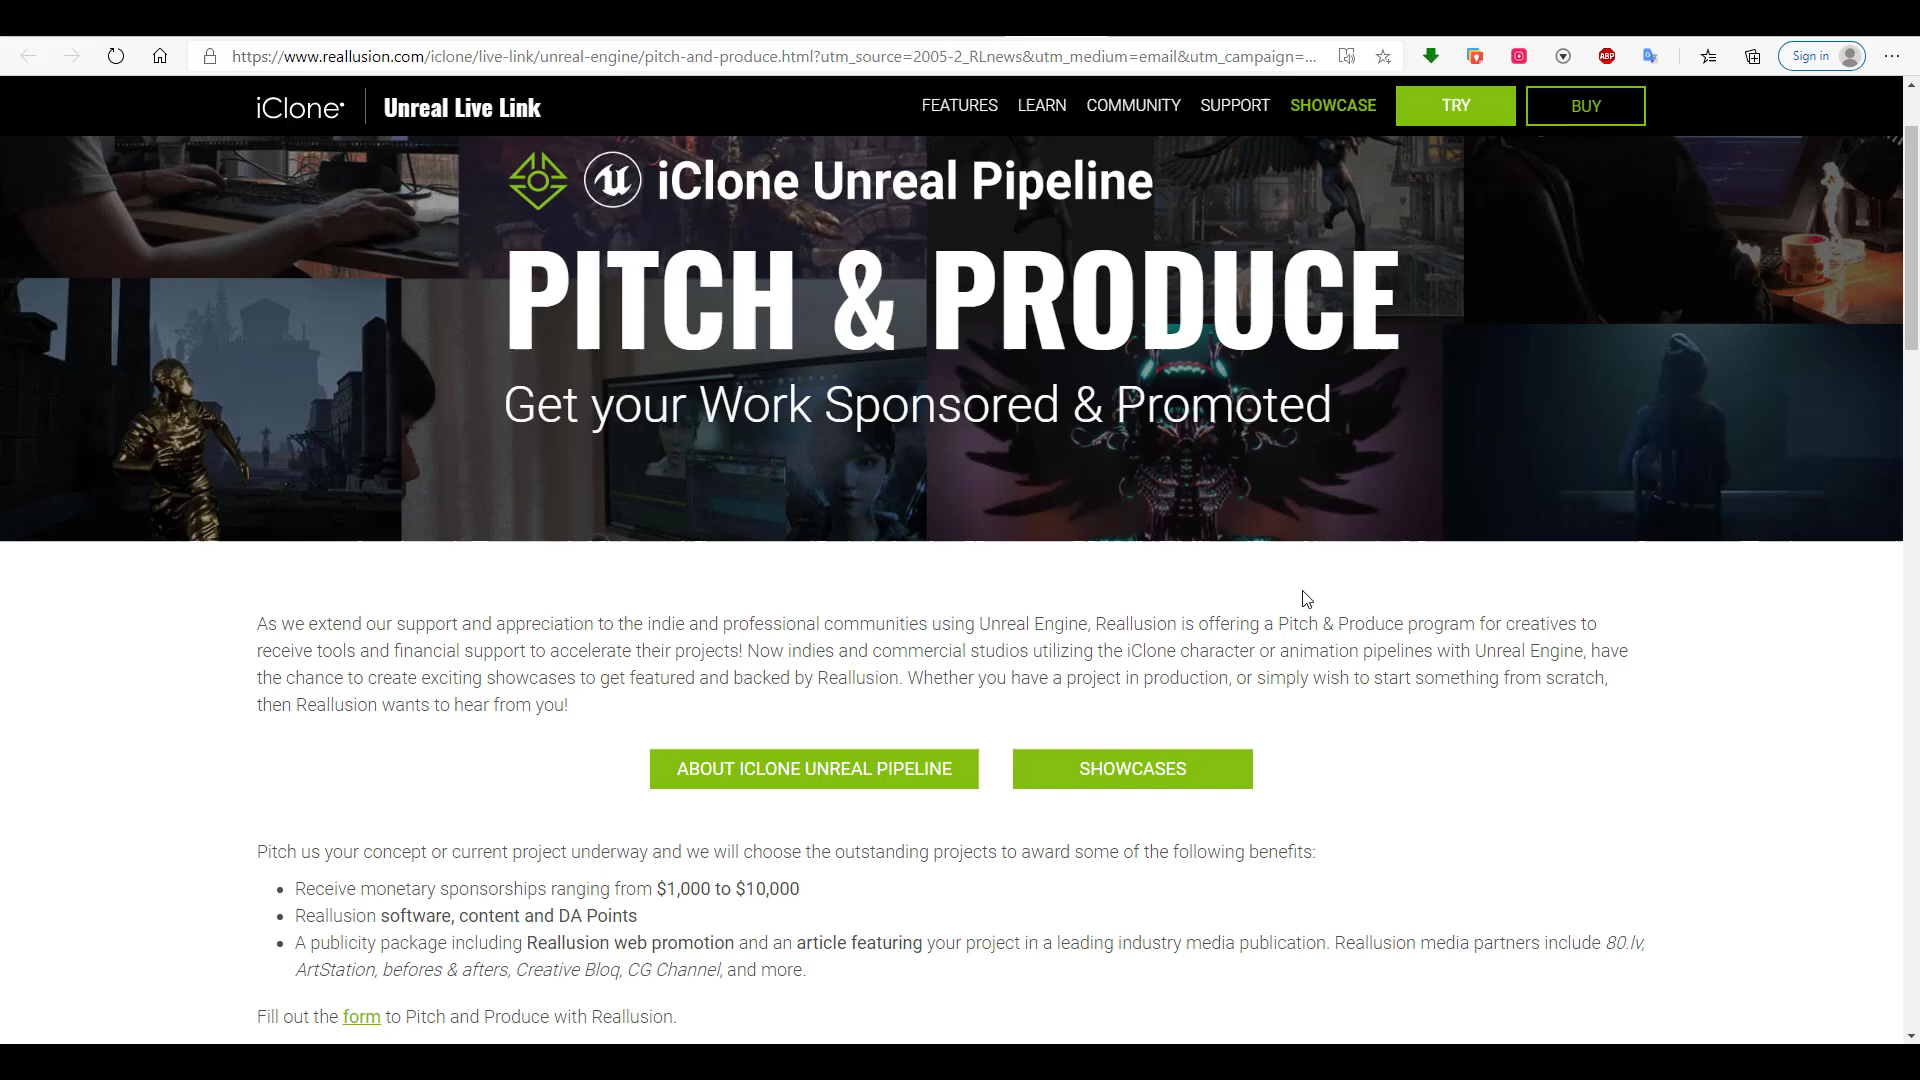 https://www.reallusion.com/iclone/live-link/unreal-engine/pitch-and-produce.html?utm_source=2005-2_RLnews&utm_medium=email&utm_campaign=...
ABP
Sign in
iClone
Unreal Live Link
FEATURES
LEARN
COMMUNITY
SUPPORT
SHOWCASE
TRY
BUY
iClone Unreal Pipeline
PITCH & PRODUCE
Get your Work Sponsored & Promoted
As we extend our support and appreciation to the indie and professional communities using Unreal Engine, Reallusion is offering a Pitch & Produce program for creatives to
receive tools and financial support to accelerate their projects! Now indies and commercial studios utilizing the iClone character or animation pipelines with Unreal Engine, have
the chance to create exciting showcases to get featured and backed by Reallusion. Whether you have a project in production, or simply wish to start something from scratch,
then Reallusion wants to hear from you!
ABOUT ICLONE UNREAL PIPELINE
SHOWCASES
Pitch us your concept or current project underway and we will choose the outstanding projects to award some of the following benefits:
• Receive monetary sponsorships ranging from $1,000 to $10,000
• Reallusion software, content and DA Points
• A publicity package including Reallusion web promotion and an article featuring your project in a leading industry media publication. Reallusion media partners include 80.lv,
ArtStation, befores & afters, Creative Bloq, CG Channel, and more.
Fill out the form to Pitch and Produce with Reallusion.